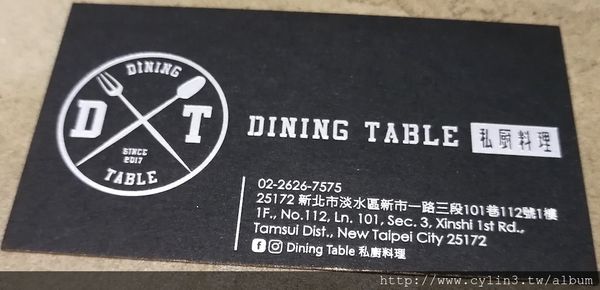 DINING
D T
SINCE
2017
TABLE
DINING TABLE 私廚料理
02-2626-7575
25172 新北市淡水區新市一路三段101巷112號1樓
1F., No.112, Ln. 101, Sec. 3, Xinshi 1st Rd.,
Tamsui Dist., New Taipei City 25172
Dining Table 私廚料理
http://www.cylin3.tw/album